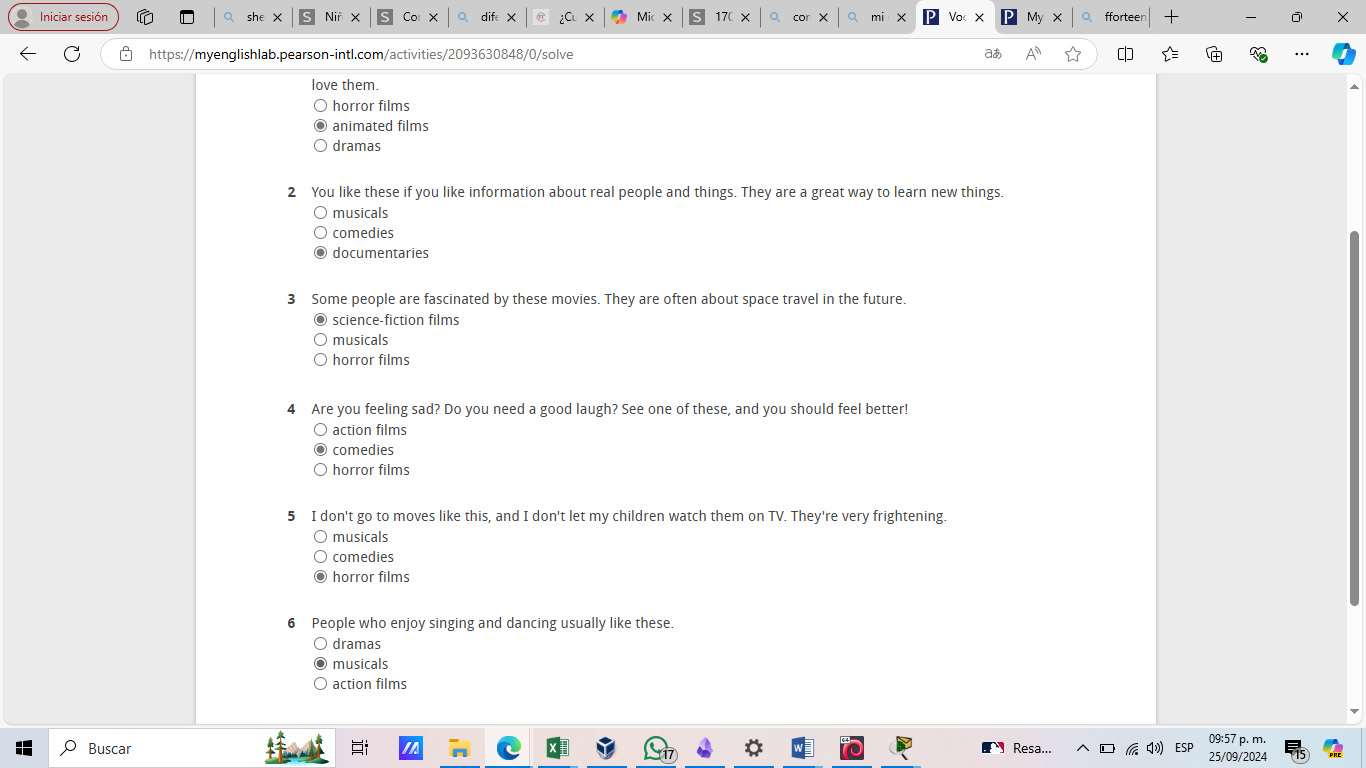 Iniciar sesión
she
Niñ
Cor
dife
¿Cu
Mic
170
cor
mi
Voc
My
fforteen
https://myenglishlab.pearson-intl.com/activities/2093630848/0/solve
love them.
horror films
animated films
dramas
2 You like these if you like information about real people and things. They are a great way to learn new things.
musicals
comedies
documentaries
3 Some people are fascinated by these movies. They are often about space travel in the future.
science-fiction films
musicals
horror films
4 Are you feeling sad? Do you need a good laugh? See one of these, and you should feel better!
action films
comedies
horror films
5 I don't go to moves like this, and I don't let my children watch them on TV. They're very frightening.
musicals
comedies
horror films
6 People who enjoy singing and dancing usually like these.
dramas
musicals
action films
Buscar
17
64
Resa...
ESP
09:57 p. m.
25/09/2024
15
PRE